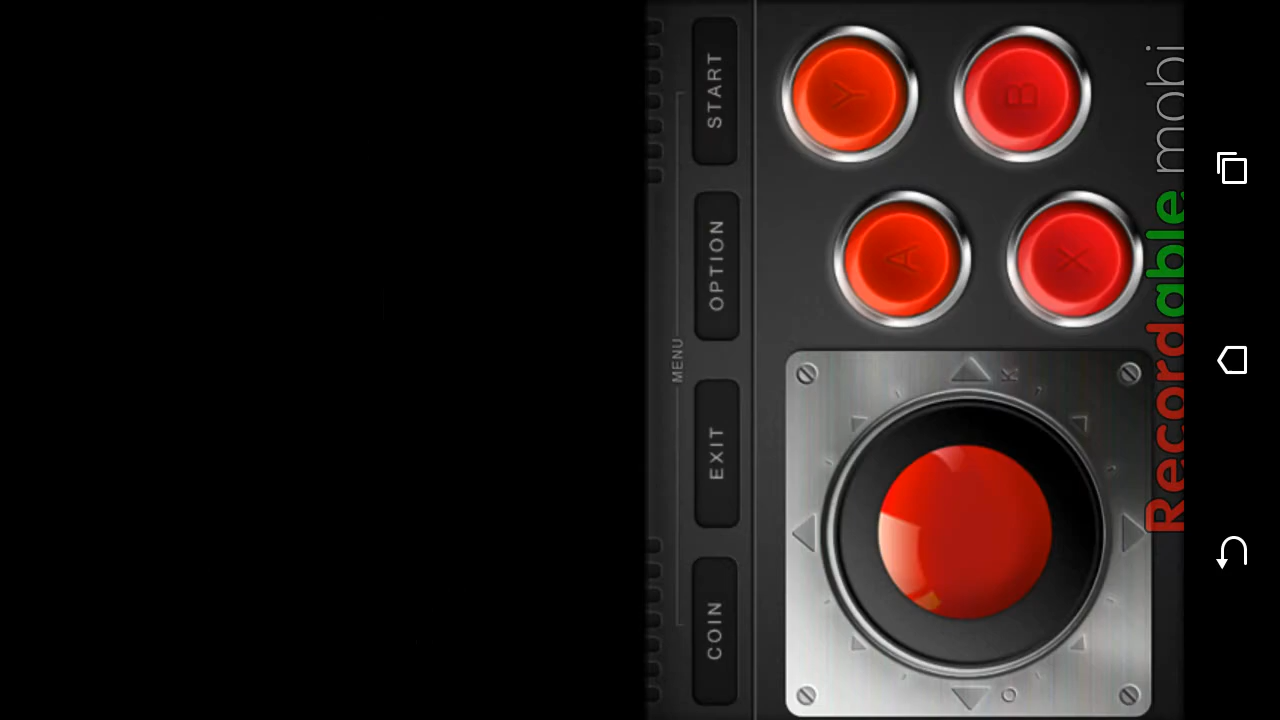 COIN
EXIT
OPTION
START
MENU
Y
B
A
X
K
O
Recordable mobi